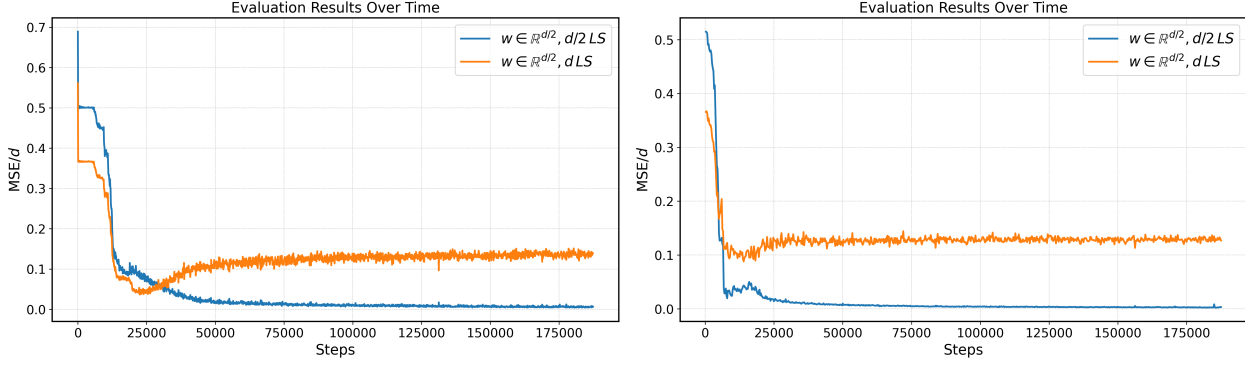 Evaluation Results Over Time
MSE/d
0.7
0.6
0.5
0.4
0.3
0.2
0.1
0.0
w ∈ ℝ^{d/2}, d/2 LS
w ∈ ℝ^{d/2}, d LS
0 25000 50000 75000 100000 125000 150000 175000
Steps
Evaluation Results Over Time
MSE/d
0.5
0.4
0.3
0.2
0.1
0.0
w ∈ ℝ^{d/2}, d/2 LS
w ∈ ℝ^{d/2}, d LS
0 25000 50000 75000 100000 125000 150000 175000
Steps